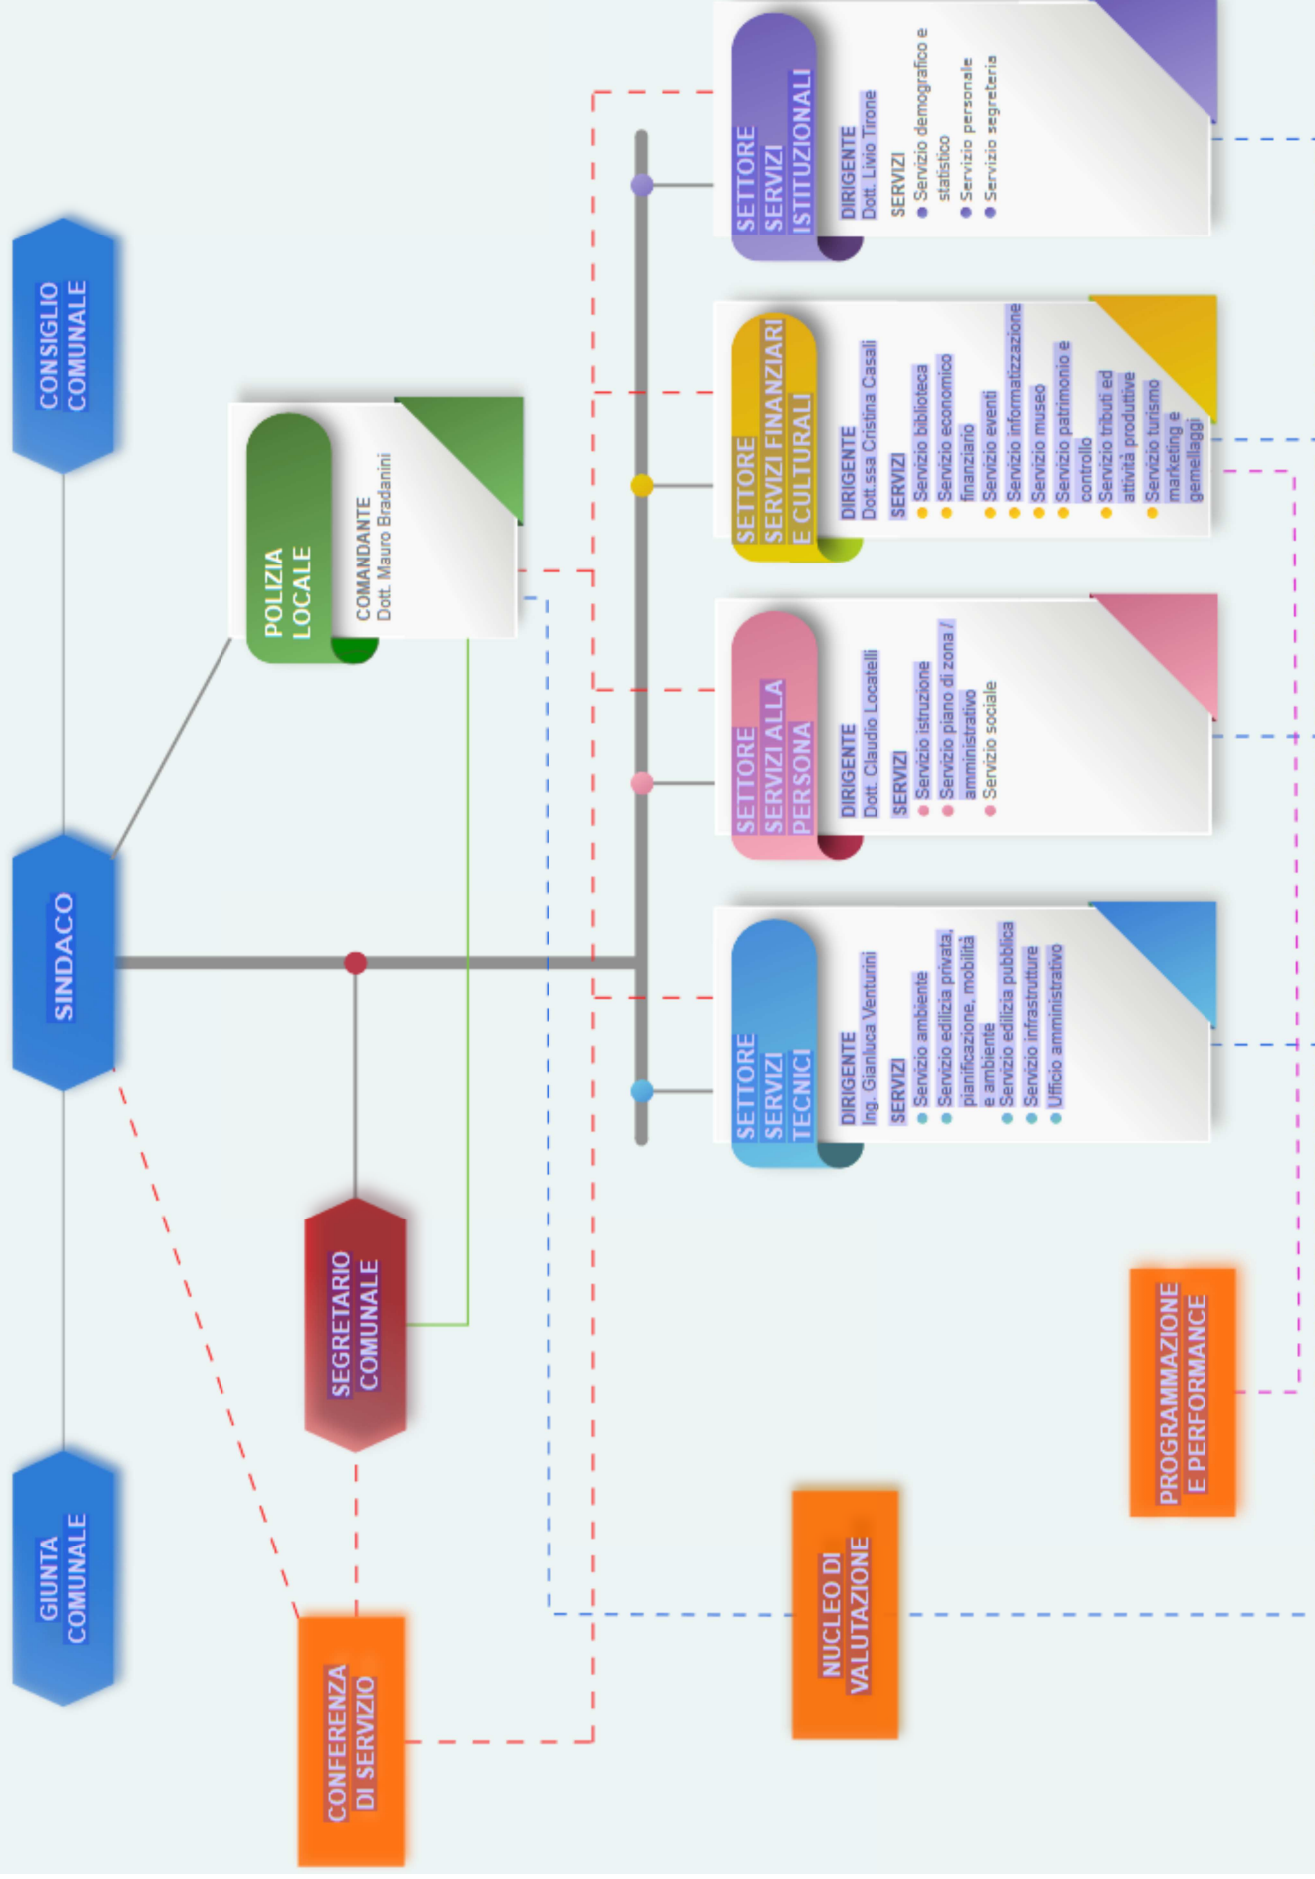 GIUNTA
COMUNALE
SINDACO
CONSIGLIO
COMUNALE
CONFERENZA
DI SERVIZIO
SEGRETARIO
COMUNALE
POLIZIA
LOCALE
COMANDANTE
Dott. Mauro Bradanini
NUCLEO DI
VALUTAZIONE
PROGRAMMAZIONE
E PERFORMANCE
SETTORE
SERVIZI
TECNICI
DIRIGENTE
Ing. Gianluca Venturini
SERVIZI
Servizio ambiente
Servizio edilizia privata,
pianificazione, mobilità
e ambiente
Servizio edilizia pubblica
Servizio infrastrutture
Ufficio amministrativo
SETTORE
SERVIZI ALLA
PERSONA
DIRIGENTE
Dott. Claudio Locatelli
SERVIZI
Servizio istruzione
Servizio piano di zona /
amministrativo
Servizio sociale
SETTORE
SERVIZI FINANZIARI
E CULTURALI
DIRIGENTE
Dott.ssa Cristina Casali
SERVIZI
Servizio biblioteca
Servizio economico
finanziario
Servizio eventi
Servizio informatizzazione
Servizio museo
Servizio patrimonio e
controllo
Servizio tributi ed
attività produttive
Servizio turismo
marketing e
gemellaggi
SETTORE
SERVIZI
ISTITUZIONALI
DIRIGENTE
Dott. Livio Tirone
SERVIZI
Servizio demografico e
statistico
Servizio personale
Servizio segreteria